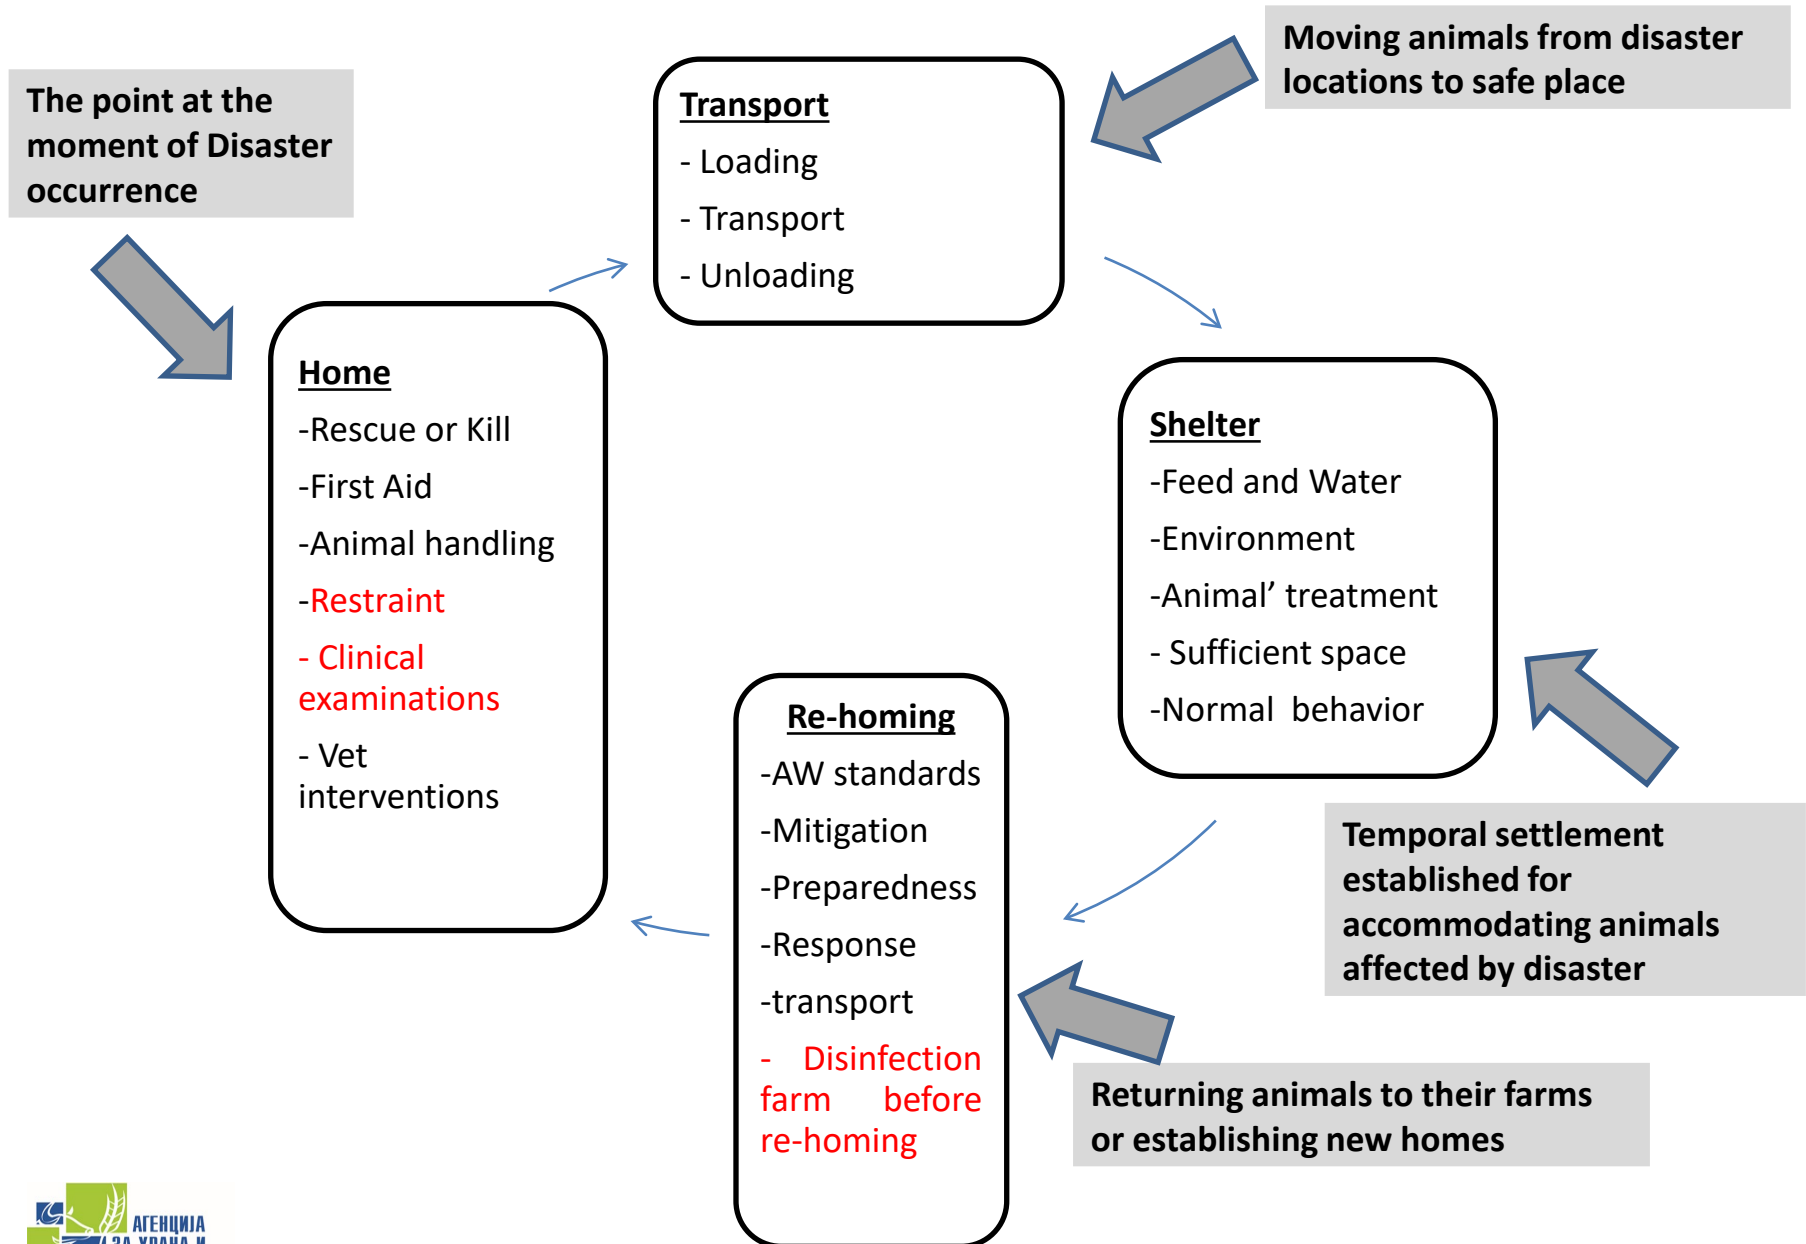 The point at the
moment of Disaster
occurrence
Transport
- Loading
- Transport
- Unloading
Moving animals from disaster
locations to safe place
Home
-Rescue or Kill
-First Aid
-Animal handling
-Restraint
- Clinical
examinations
- Vet
interventions
Shelter
-Feed and Water
-Environment
-Animal’ treatment
- Sufficient space
-Normal behavior
Re-homing
-AW standards
-Mitigation
-Preparedness
-Response
-transport
- Disinfection
farm before
re-homing
Temporal settlement
established for
accommodating animals
affected by disaster
Returning animals to their farms
or establishing new homes
АГЕНЦИЈА
ЗА ХРАНА И